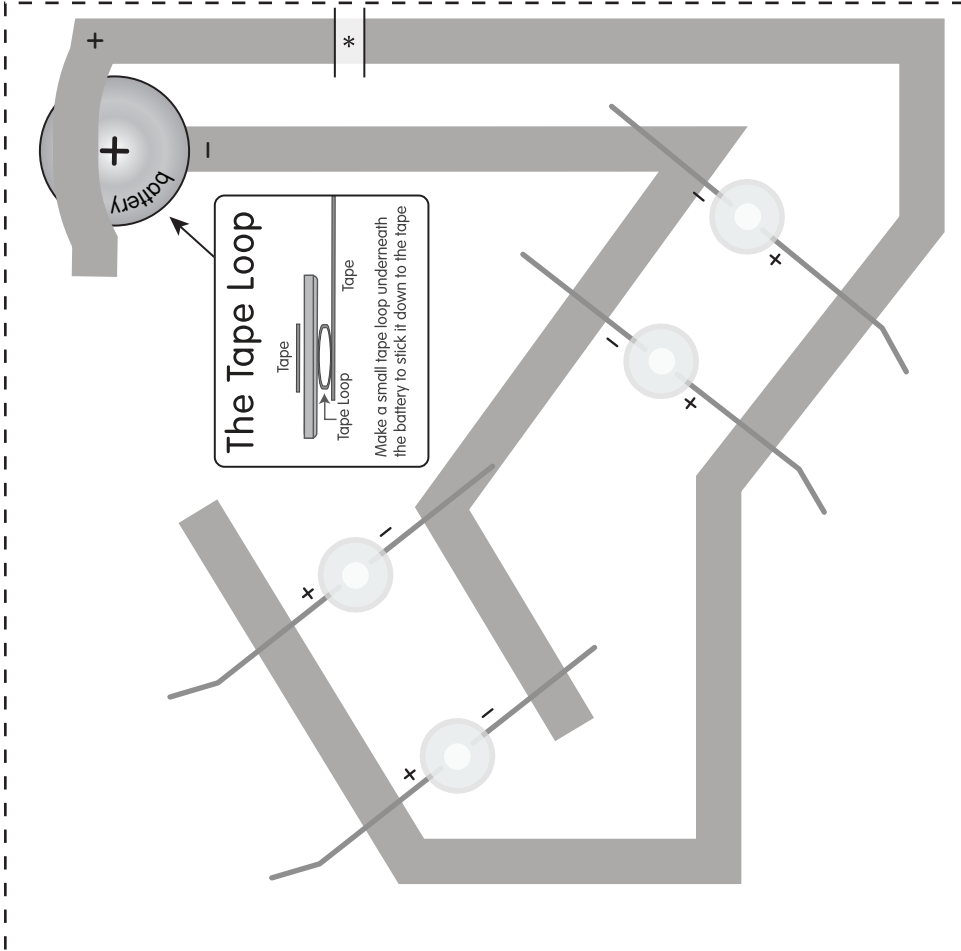 +
*
+
battery
–
The Tape Loop
Tape
Tape
Tape Loop
Make a small tape loop underneath
the battery to stick it down to the tape
–
+
–
+
–
+
–
+